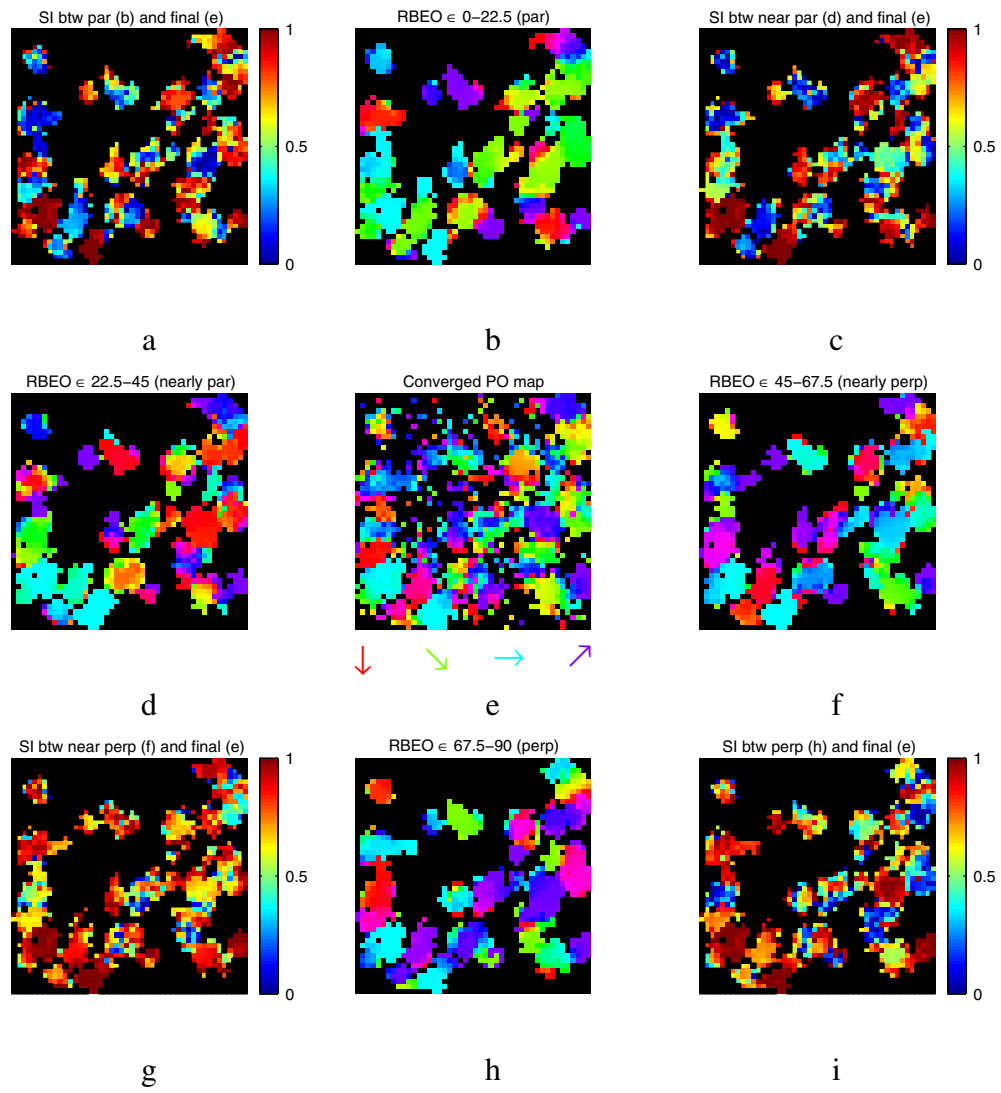 SI btw par (b) and final (e)
RBEO ∈ 0−22.5 (par)
SI btw near par (d) and final (e)
1
0.5
0
1
0.5
0
a
b
c
RBEO ∈ 22.5−45 (nearly par)
Converged PO map
RBEO ∈ 45−67.5 (nearly perp)
d
e
f
SI btw near perp (f) and final (e)
RBEO ∈ 67.5−90 (perp)
SI btw perp (h) and final (e)
1
0.5
0
1
0.5
0
g
h
i